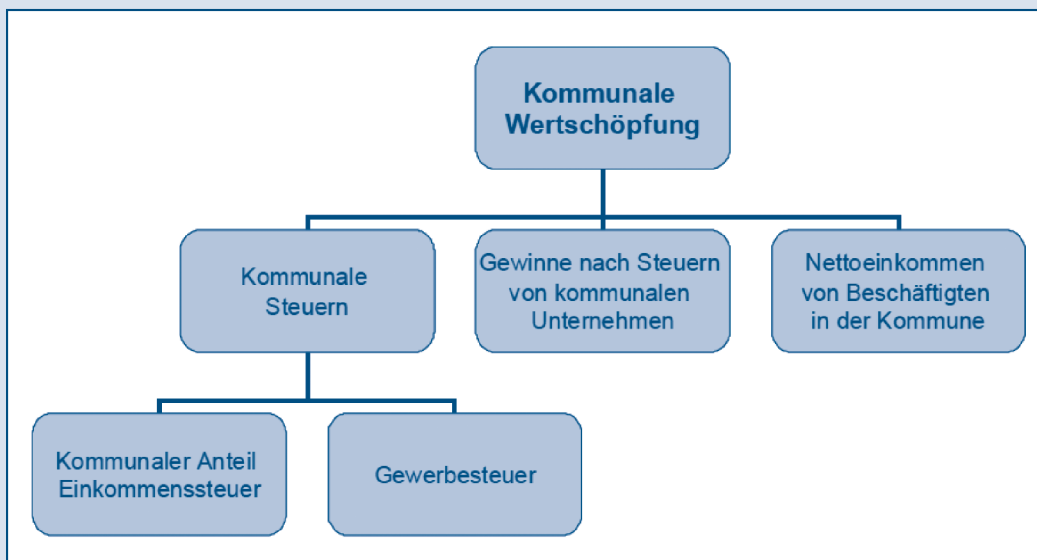 Kommunale
Wertschöpfung
Kommunale
Steuern
Gewinne nach Steuern
von kommunalen
Unternehmen
Nettoeinkommen
von Beschäftigten
in der Kommune
Kommunaler Anteil
Einkommenssteuer
Gewerbesteuer